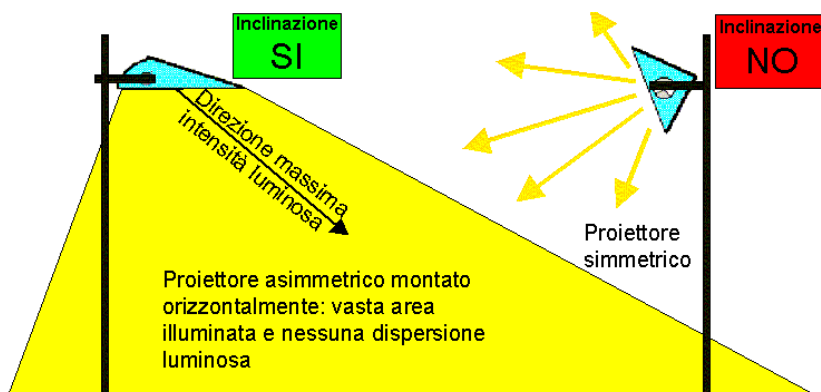 Inclinazione
SI
Inclinazione
NO
Direzione massima
intensità luminosa
Proiettore
simmetrico
Proiettore asimmetrico montato
orizzontalmente: vasta area
illuminata e nessuna dispersione
luminosa